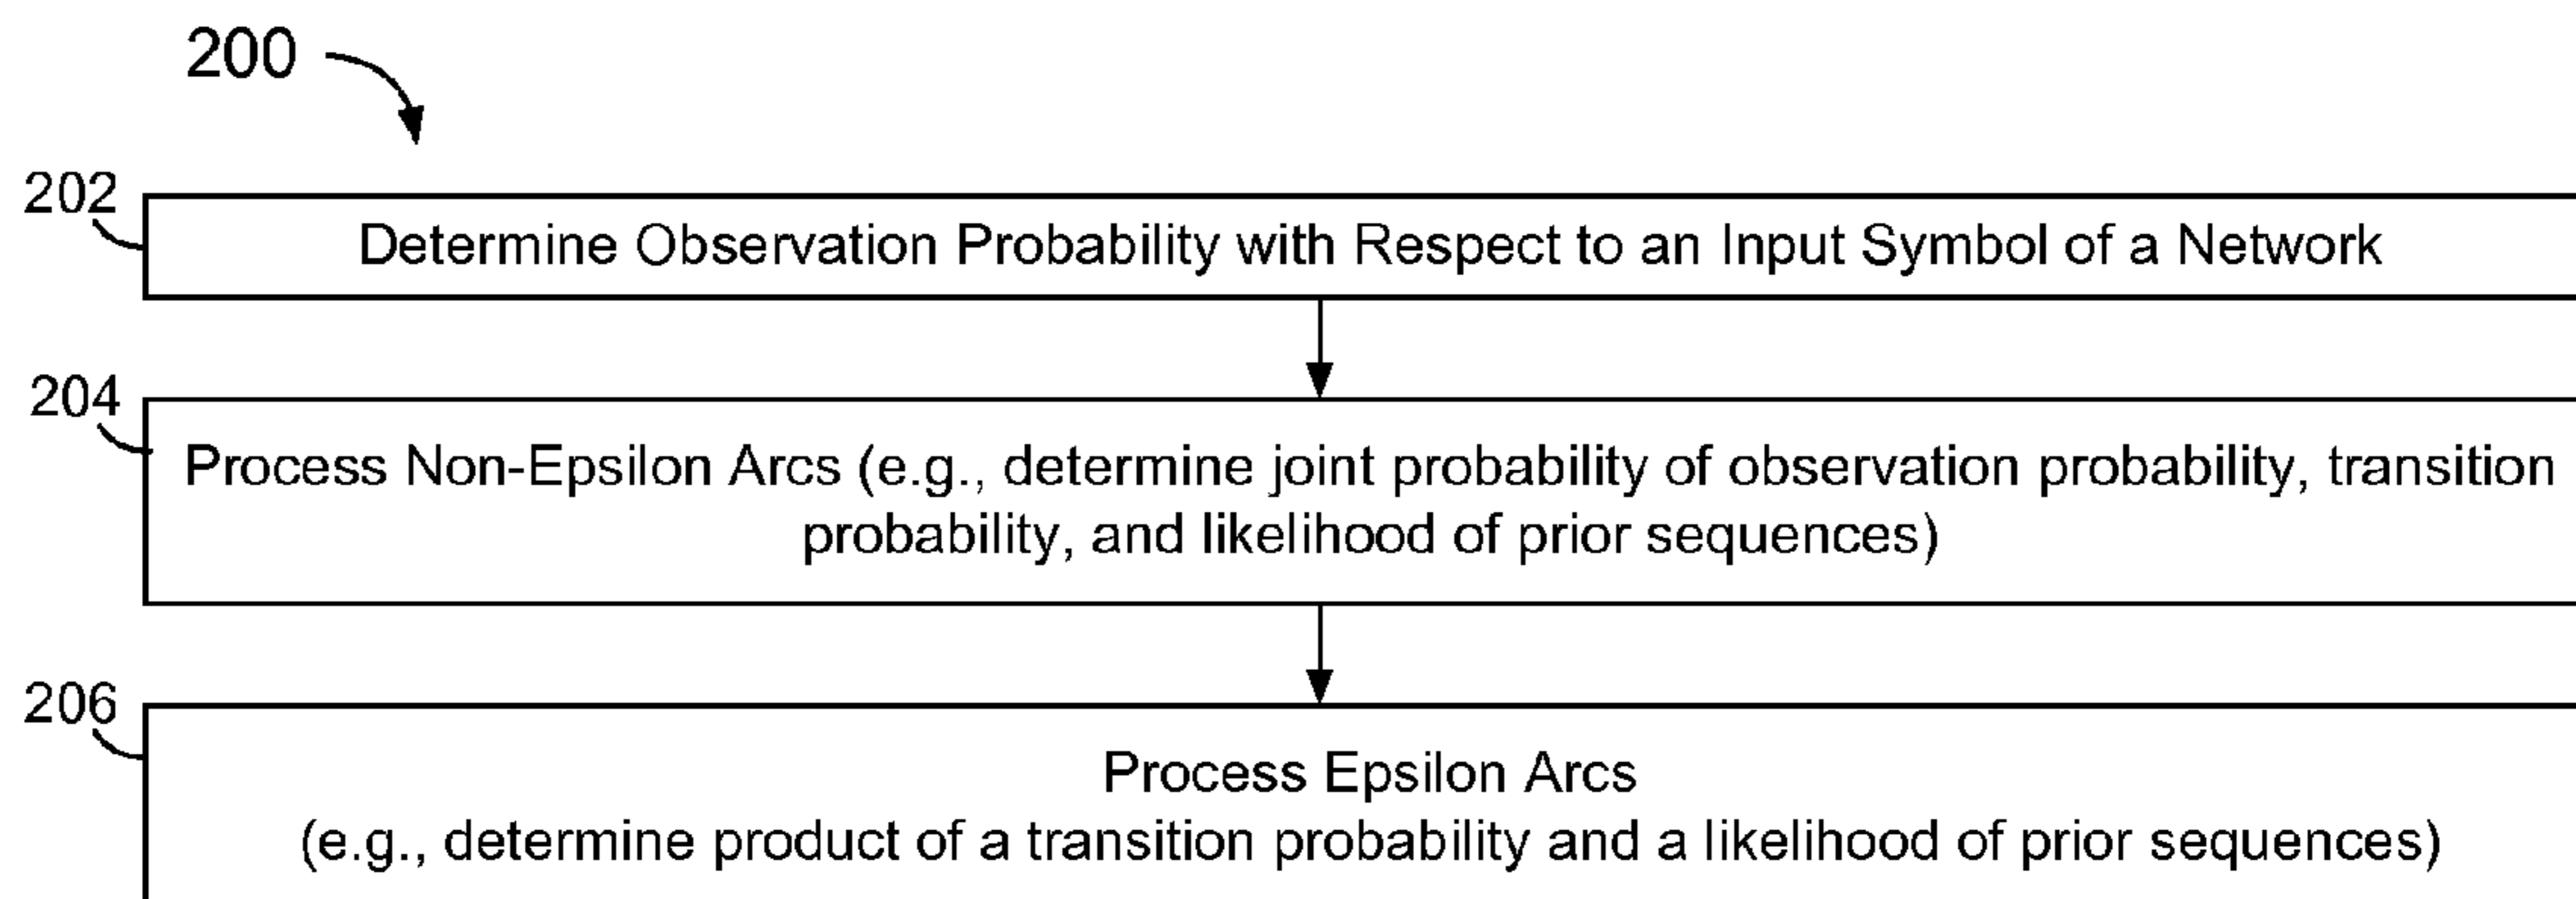 200
202
Determine Observation Probability with Respect to an Input Symbol of a Network
204
Process Non-Epsilon Arcs (e.g., determine joint probability of observation probability, transition
probability, and likelihood of prior sequences)
206
Process Epsilon Arcs
(e.g., determine product of a transition probability and a likelihood of prior sequences)